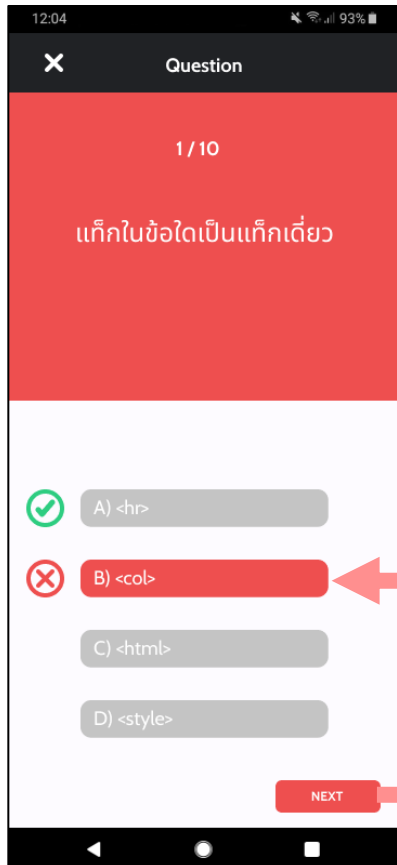 12:04 93%
Question
1 / 10
แท็กในข้อใดเป็นแท็กเดี่ยว
A) <hr>
B) <col>
C) <html>
D) <style>
NEXT